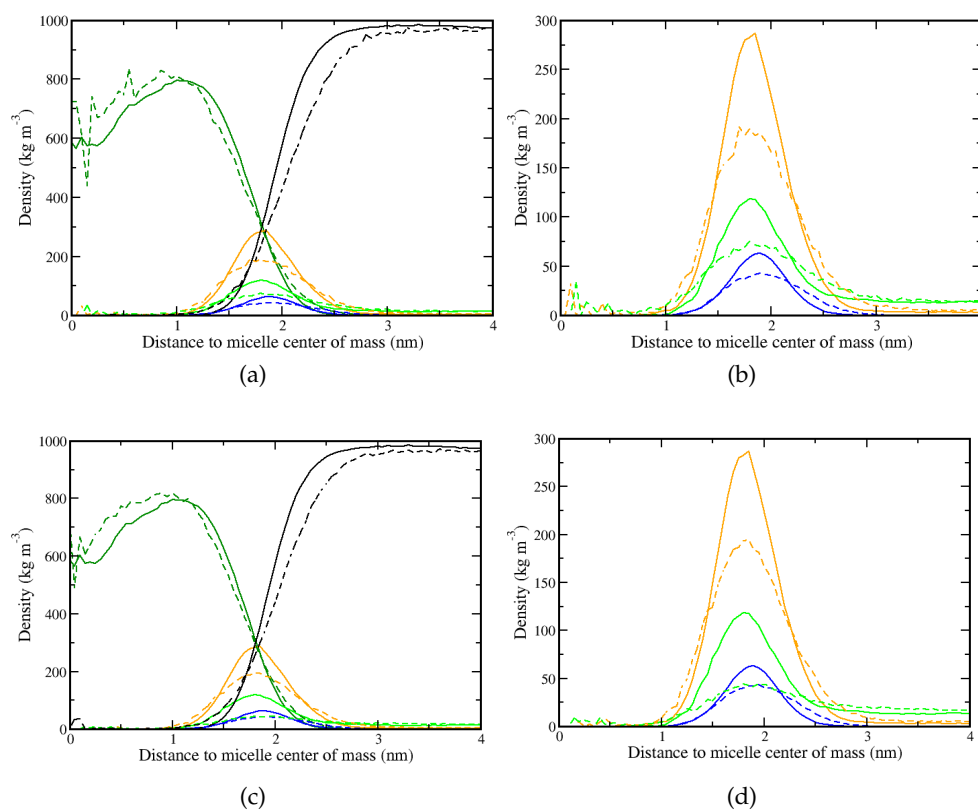 1000
800
600
400
200
0
Density (kg m⁻³)
0 1 2 3 4
Distance to micelle center of mass (nm)
(a)
300
250
200
150
100
50
0
Density (kg m⁻³)
0 1 2 3
Distance to micelle center of mass (nm)
(b)
1000
800
600
400
200
0
Density (kg m⁻³)
0 1 2 3 4
Distance to micelle center of mass (nm)
(c)
300
250
200
150
100
50
0
Density (kg m⁻³)
0 1 2 3 4
Distance to micelle center of mass (nm)
(d)